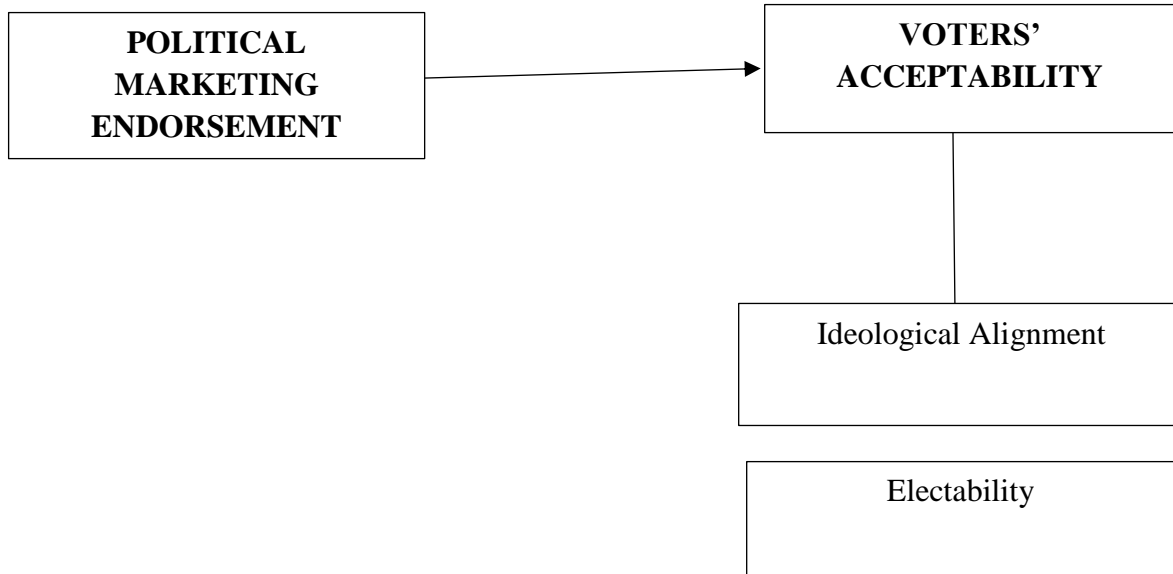 POLITICAL
MARKETING
ENDORSEMENT
VOTERS’
ACCEPTABILITY
Ideological Alignment
Electability